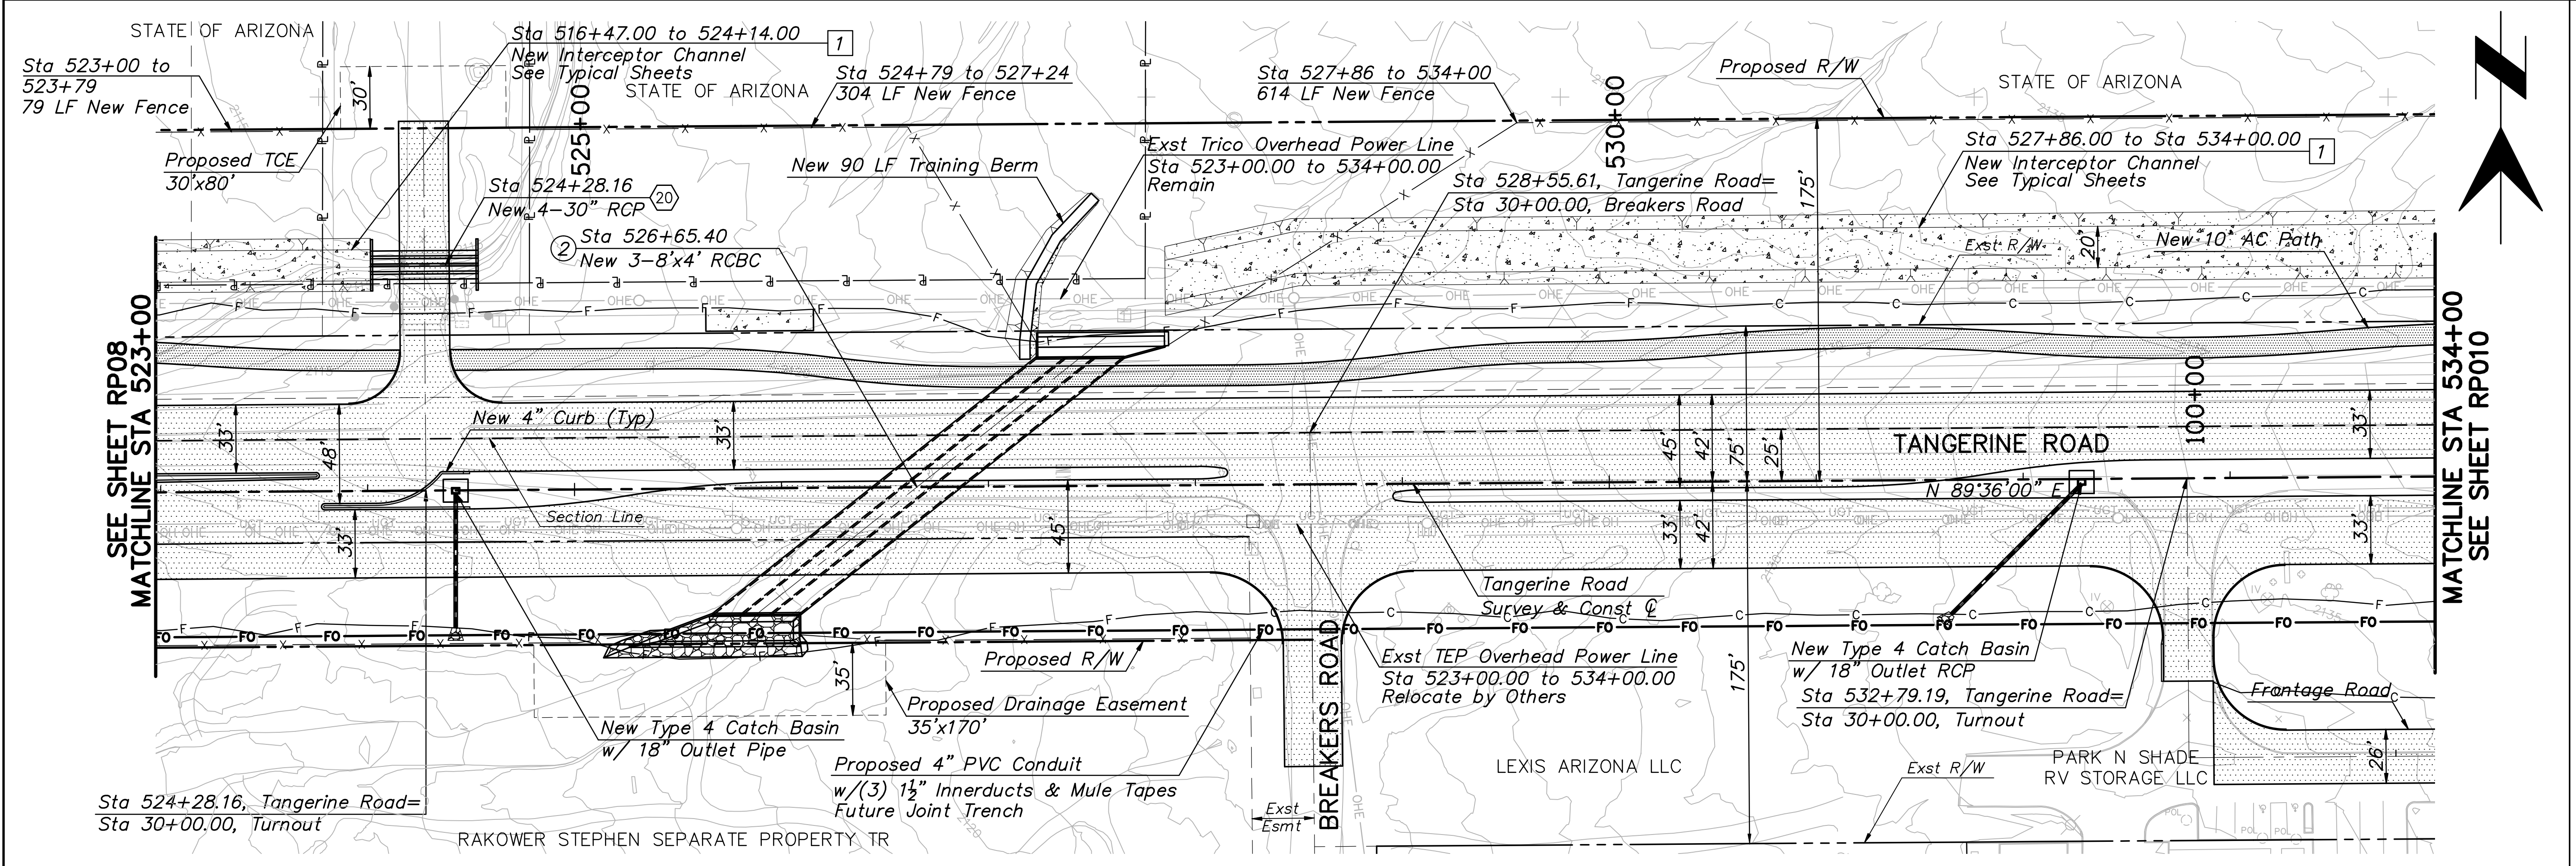 STATE OF ARIZONA
Sta 523+00 to
523+79
79 LF New Fence
30'
Proposed TCE
30'x80'
Sta 516+47.00 to 524+14.00
1
New Interceptor Channel
See Typical Sheets
STATE OF ARIZONA
525+00
Sta 524+79 to 527+24
304 LF New Fence
Sta 524+28.16
20
New 4-30" RCP
2
Sta 526+65.40
New 3-8'x4' RCBC
New 90 LF Training Berm
Exst Trico Overhead Power Line
Sta 523+00.00 to 534+00.00
Remain
Sta 527+86 to 534+00
614 LF New Fence
530+00
Sta 528+55.61, Tangerine Road=
Sta 30+00.00, Breakers Road
Proposed R/W
STATE OF ARIZONA
175'
Sta 527+86.00 to Sta 534+00.00
1
New Interceptor Channel
See Typical Sheets
Exst R/W
20'
New 10' AC Path
SEE SHEET RP08
MATCHLINE STA 523+00
33'
48'
33'
New 4" Curb (Typ)
Section Line
33'
45'
45'
42'
75'
25'
33'
42'
TANGERINE ROAD
100+00
N 89°36'00" E
33'
33'
MATCHLINE STA 534+00
SEE SHEET RP010
Tangerine Road
Survey & Const ℄
Proposed R/W
35'
Proposed Drainage Easement
35'x170'
New Type 4 Catch Basin
w/ 18" Outlet Pipe
Proposed 4" PVC Conduit
w/(3) 1½" Innerducts & Mule Tapes
Future Joint Trench
Exst TEP Overhead Power Line
Sta 523+00.00 to 534+00.00
Relocate by Others
175'
New Type 4 Catch Basin
w/ 18" Outlet RCP
Sta 532+79.19, Tangerine Road=
Sta 30+00.00, Turnout
Frontage Road
26'
Sta 524+28.16, Tangerine Road=
Sta 30+00.00, Turnout
RAKOWER STEPHEN SEPARATE PROPERTY TR
Exst
Esmt
BREAKERS ROAD
LEXIS ARIZONA LLC
Exst R/W
PARK N SHADE
RV STORAGE LLC